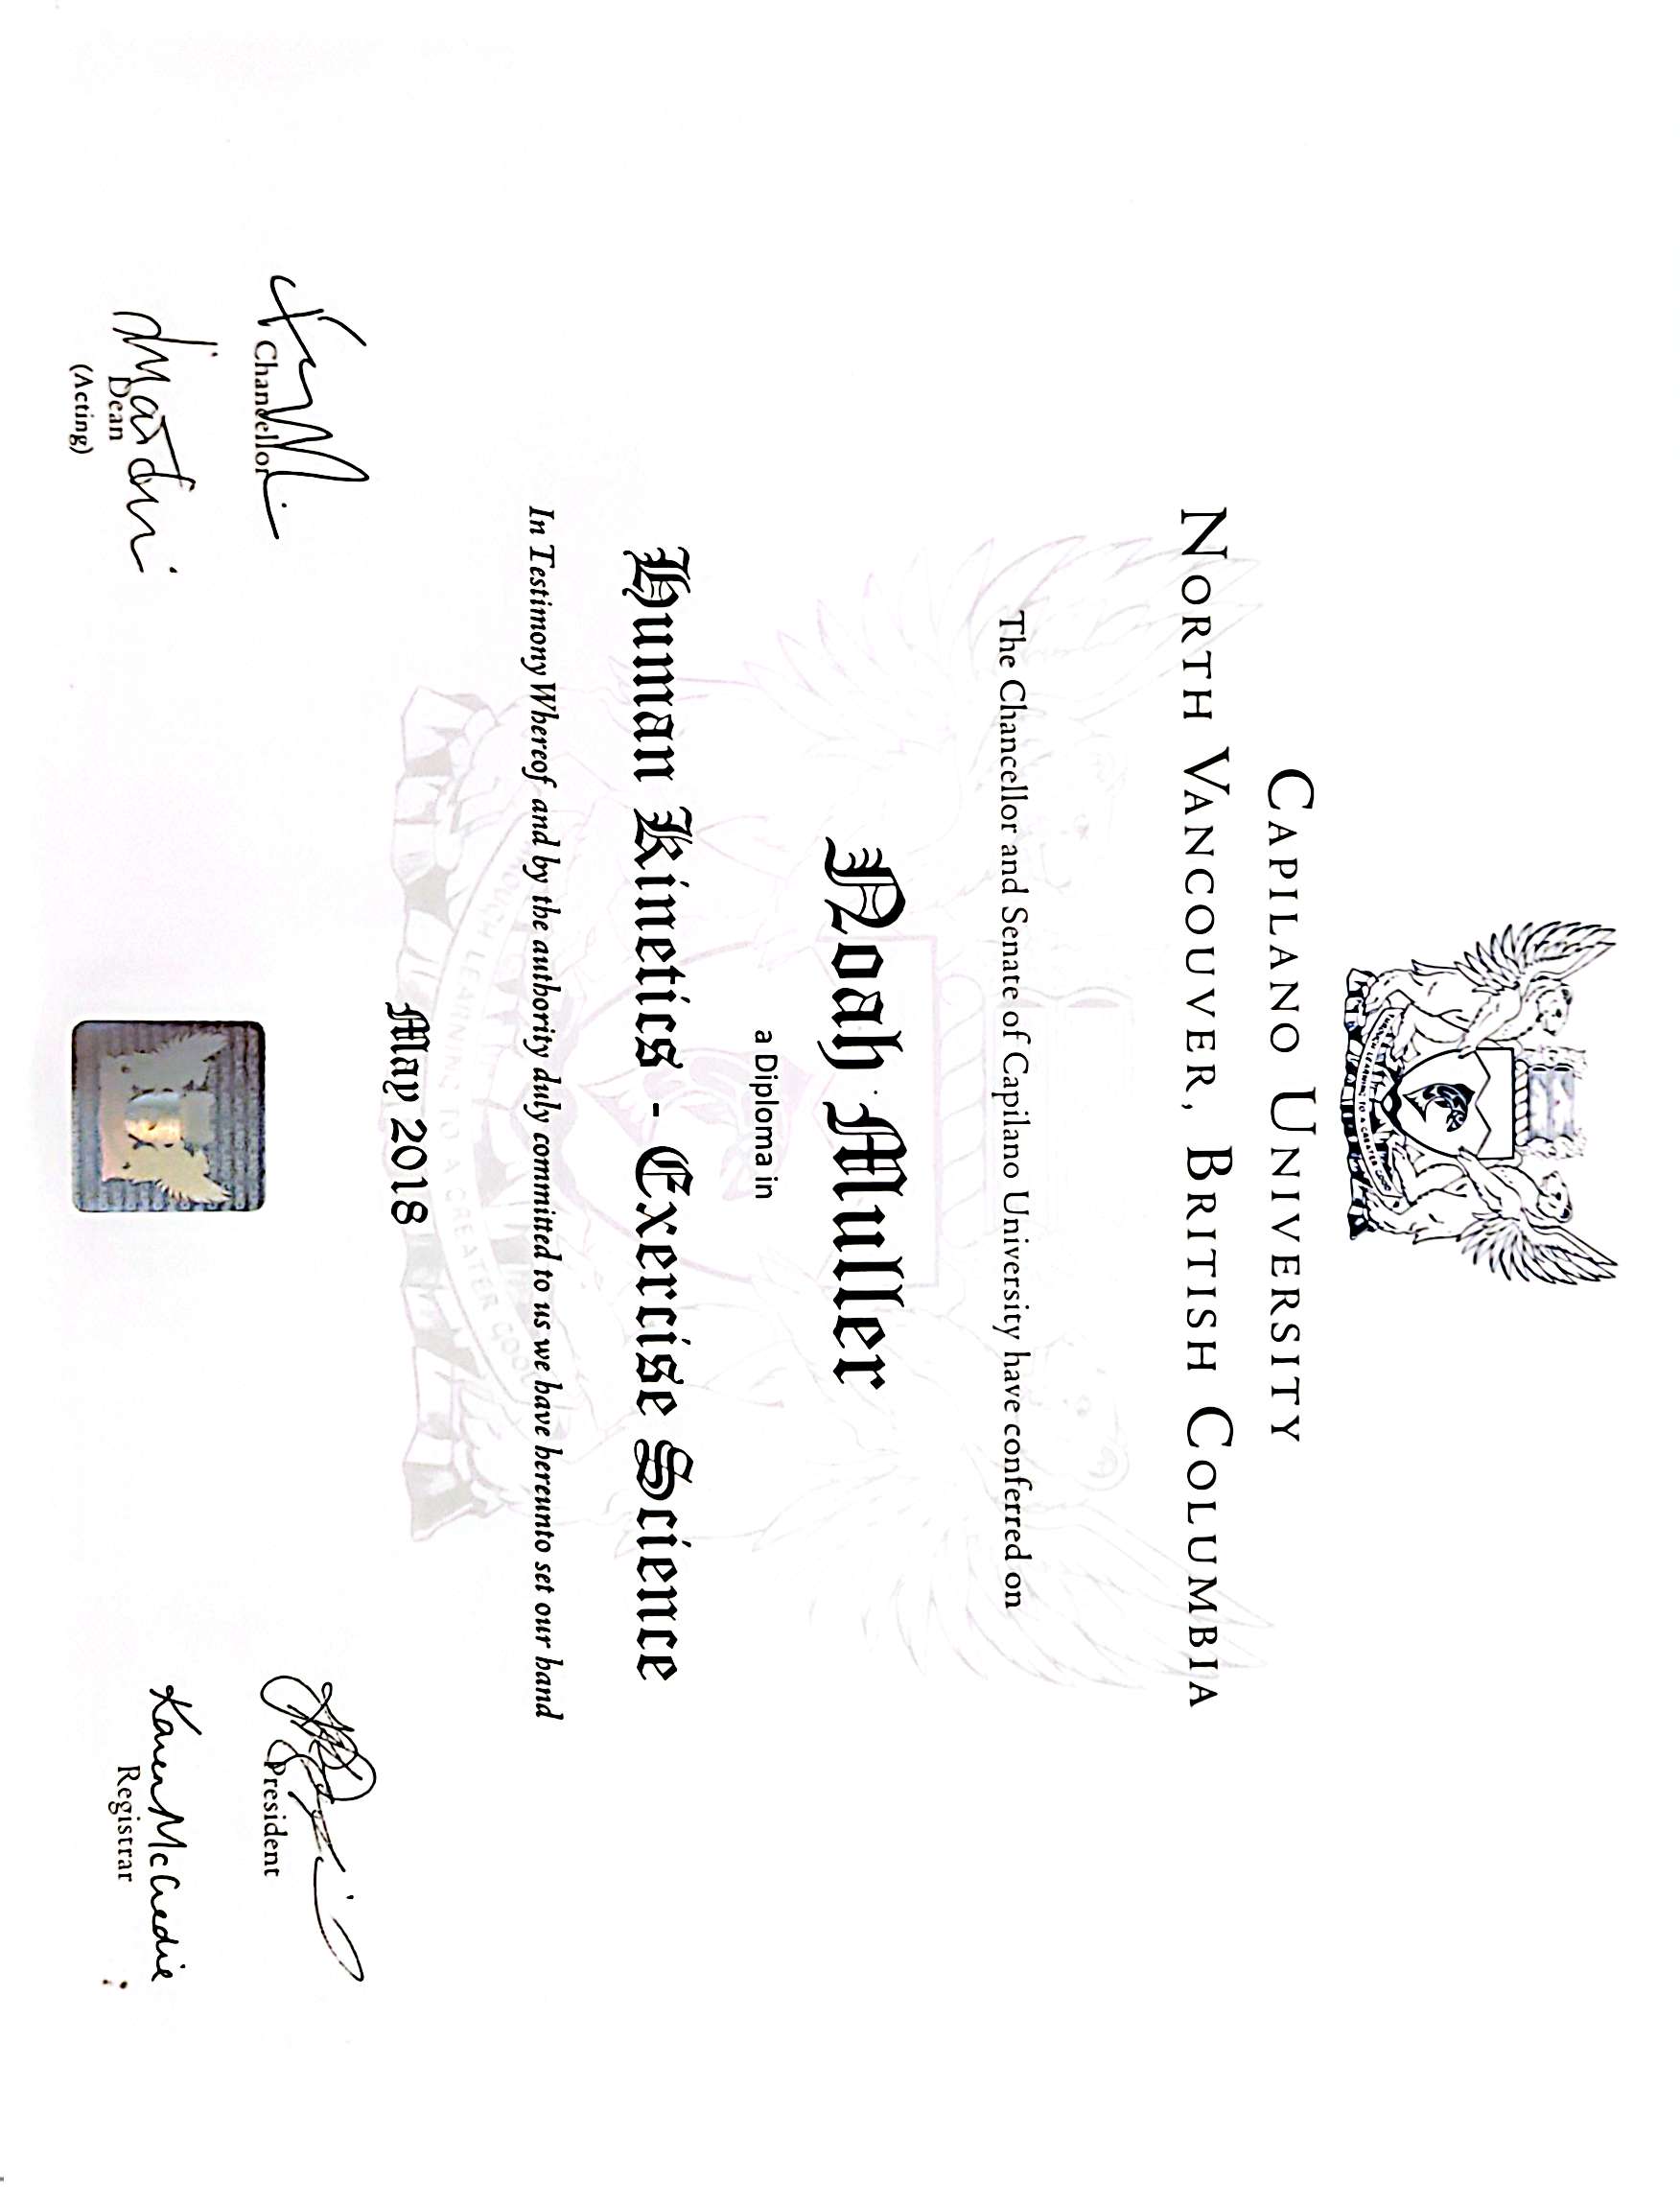 THROUGH LEARNING TO A GREATER GOOD
CAPILANO UNIVERSITY
NORTH VANCOUVER, BRITISH COLUMBIA
The Chancellor and Senate of Capilano University have conferred on
Noah Muller
a Diploma in
Human Kinetics - Exercise Science
In Testimony Whereof and by the authority duly committed to us we have hereunto set our hand
THROUGH LEARNING TO A GREATER GOOD
May 2018
Chancellor
President
Karen McCredie
Dean
Registrar
(Acting)